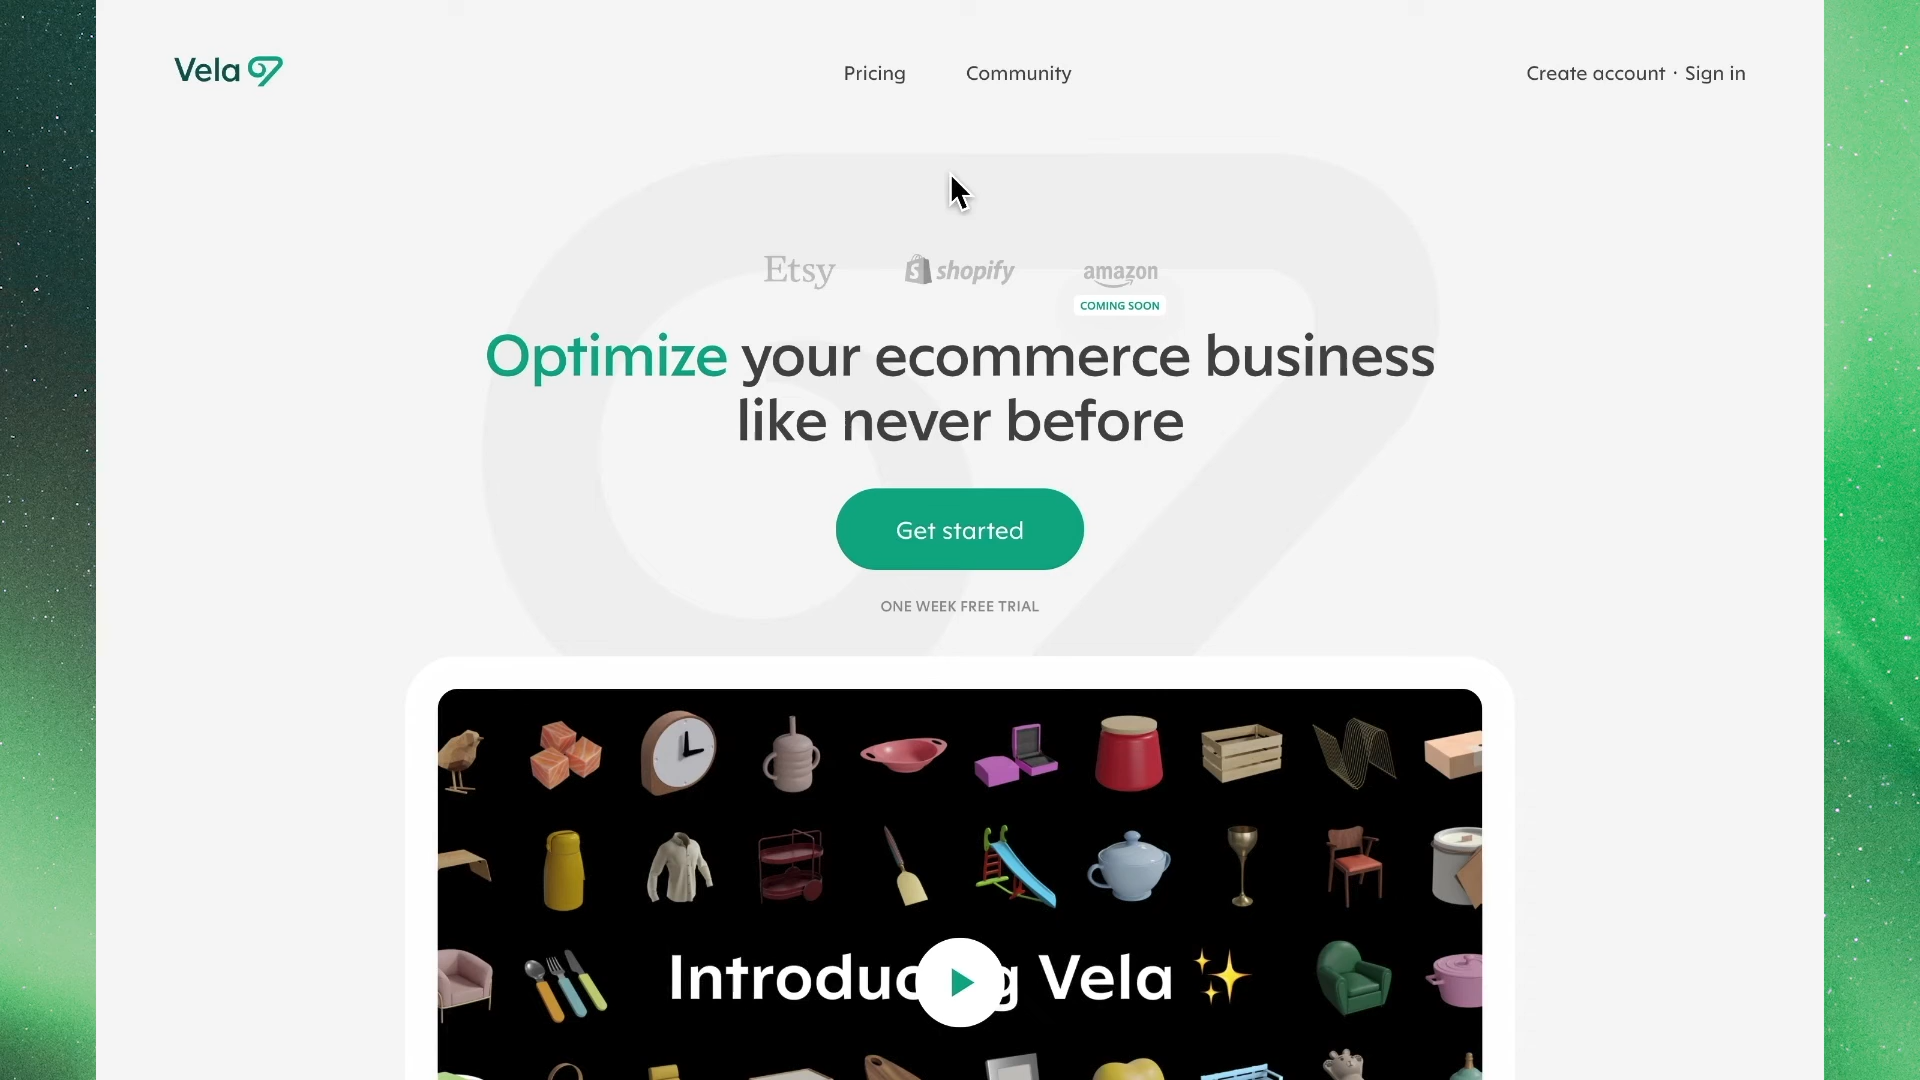 Vela
Pricing
Community
Create account · Sign in
Etsy
shopify
amazon
COMING SOON
Optimize your ecommerce business
like never before
Get started
ONE WEEK FREE TRIAL
Introducing Vela ✨